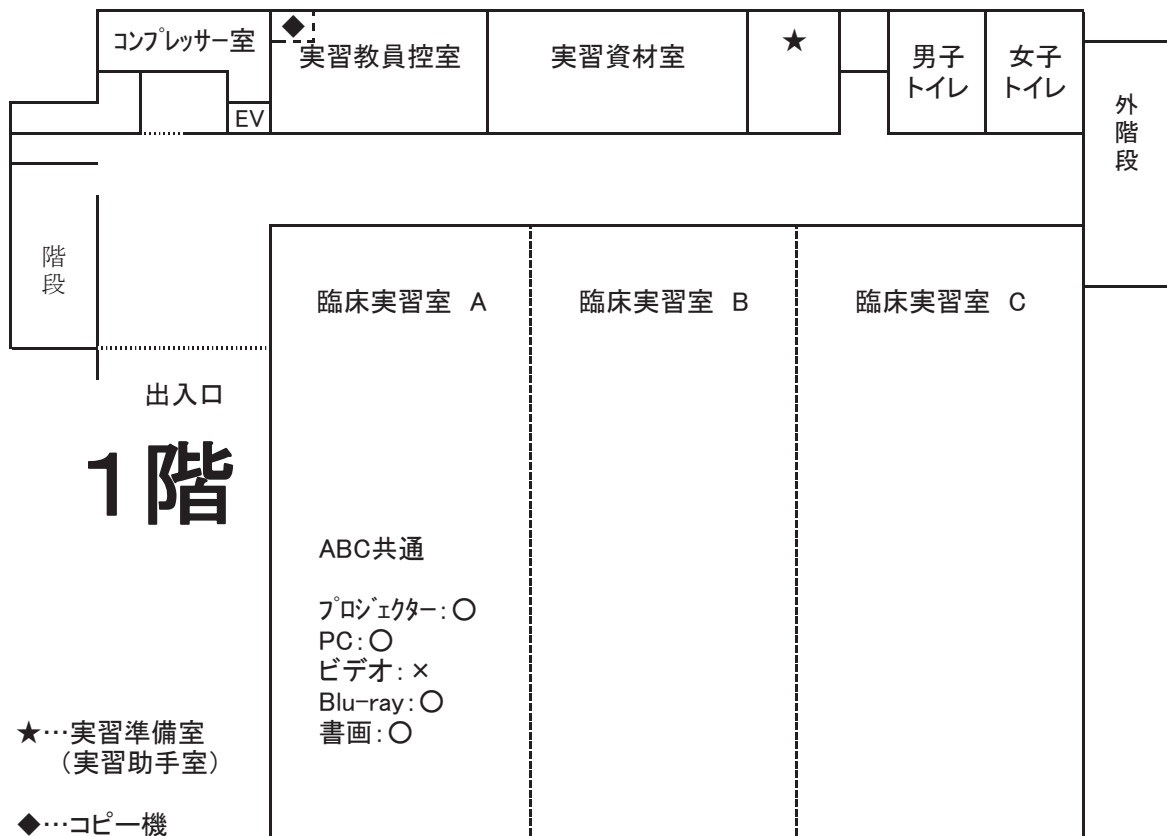 コンプレッサー室
◆
実習教員控室
実習資材室
★
男子
トイレ
女子
トイレ
EV
外
階
段
階
段
臨床実習室 A
臨床実習室 B
臨床実習室 C
出入口
1階
ABC共通
プロジェクター:○
PC:○
ビデオ:×
Blu-ray:○
書画:○
★…実習準備室
(実習助手室)
◆…コピー機